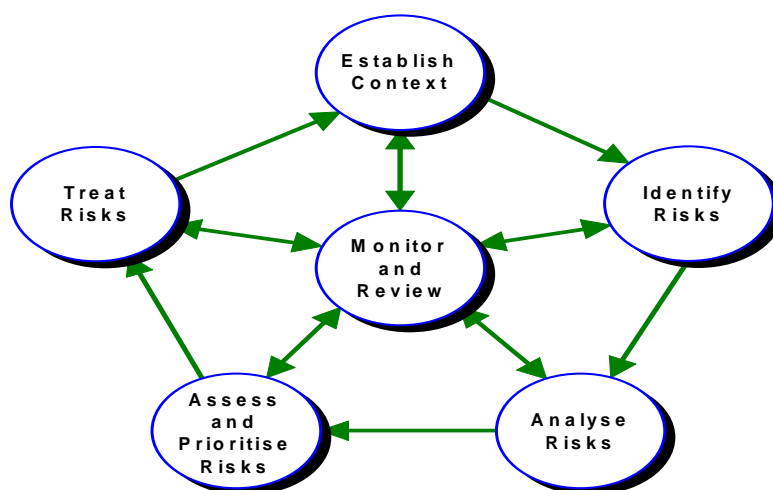 Establish
Context
Treat
Risks
Identify
Risks
Monitor
and
Review
Assess
and
Prioritise
Risks
Analyse
Risks